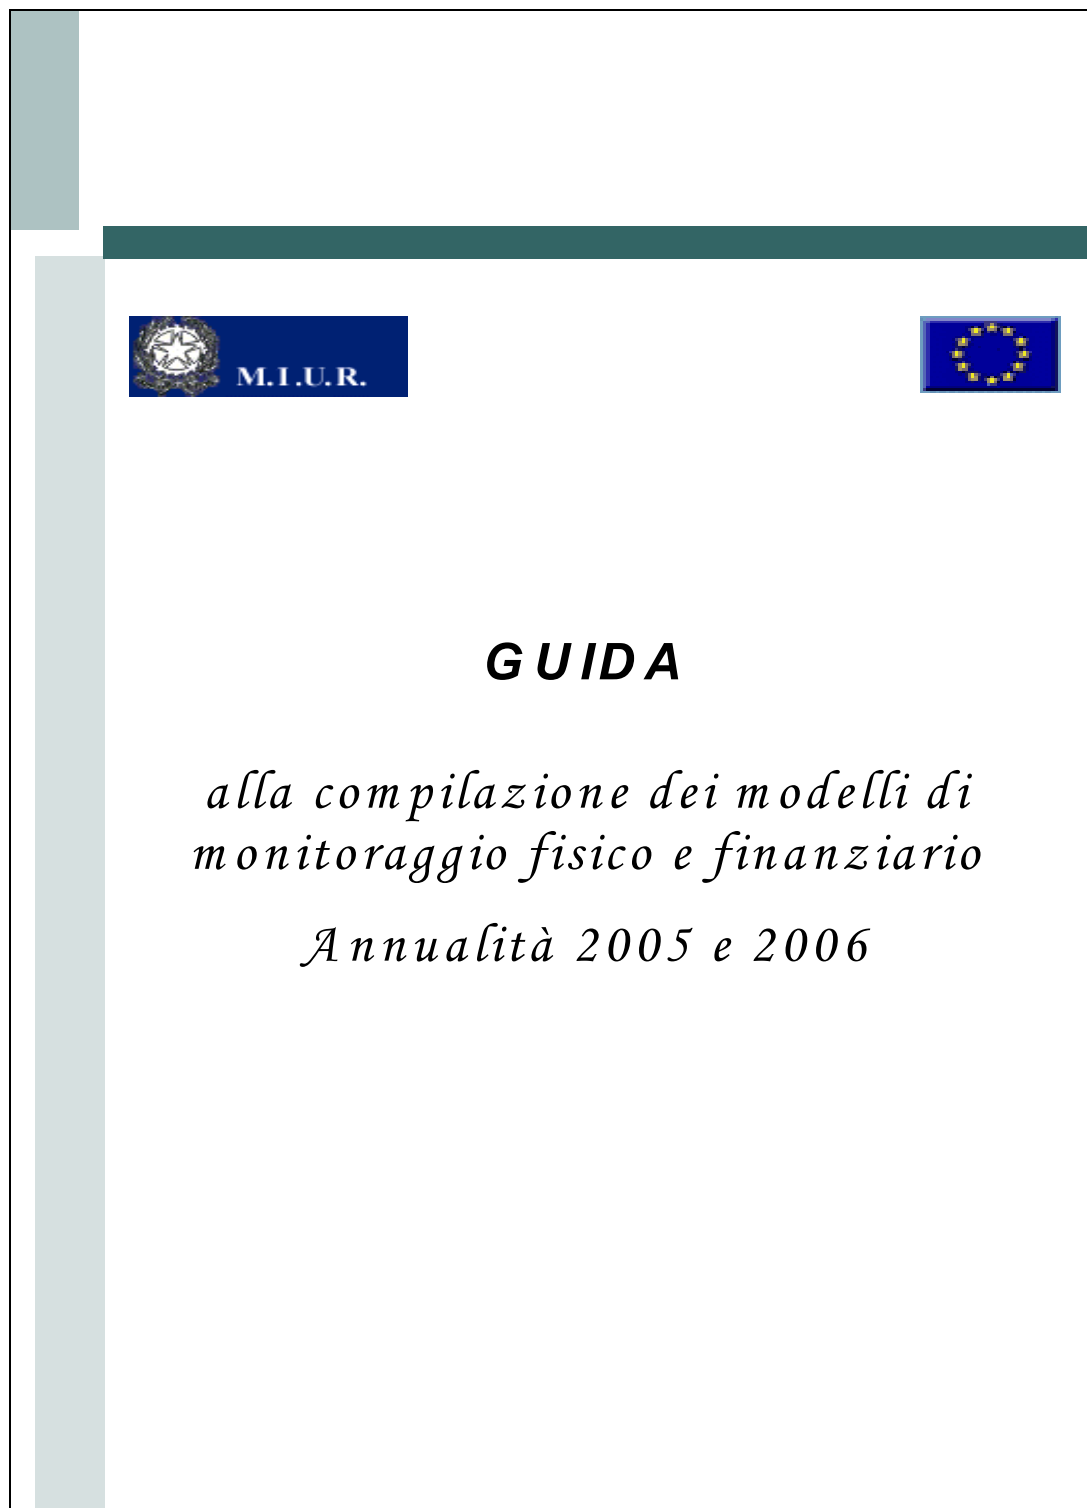 M.I.U.R.
GUIDA
alla compilazione dei modelli di
monitoraggio fisico e finanziario
Annualità 2005 e 2006